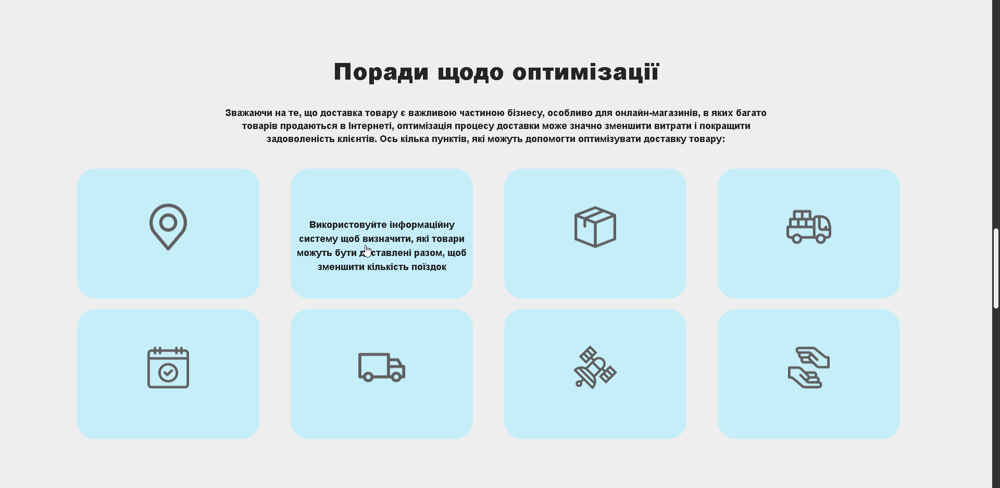 Поради щодо оптимізації
Зважаючи на те, що доставка товару є важливою частиною бізнесу, особливо для онлайн-магазинів, в яких багато
товарів продаються в Інтернеті, оптимізація процесу доставки може значно зменшити витрати і покращити
задоволеність клієнтів. Ось кілька пунктів, які можуть допомогти оптимізувати доставку товару:
Використовуйте інформаційну
систему щоб визначити, які товари
можуть бути доставлені разом, щоб
зменшити кількість поїздок